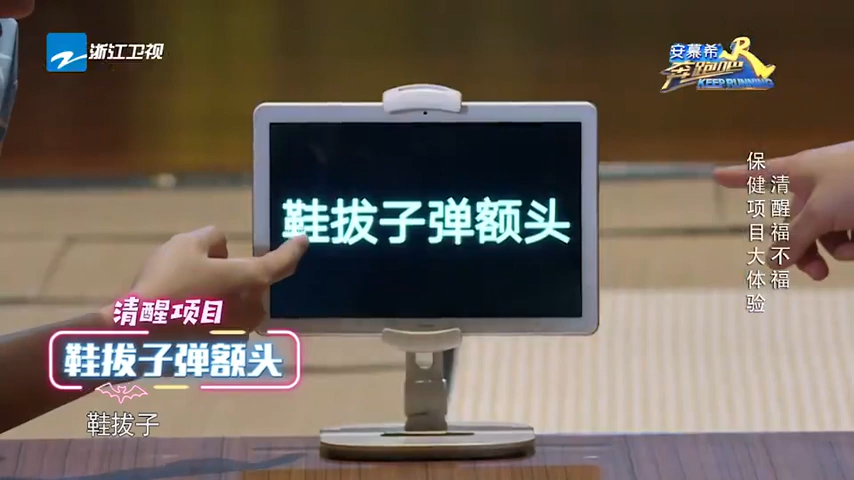 浙江卫视
安慕希
奔跑吧
KEEP RUNNING
清醒福不福
保健项目大体验
鞋拔子弹额头
清醒项目
鞋拔子弹额头
鞋拔子